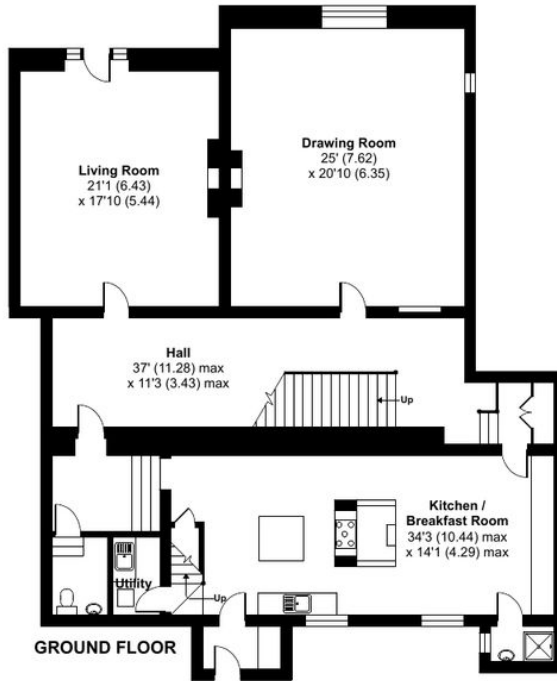 Drawing Room
25' (7.62)
x 20'10 (6.35)
Living Room
21'1 (6.43)
x 17'10 (5.44)
Hall
37' (11.28) max
x 11'3 (3.43) max
Up
Kitchen /
Breakfast Room
34'3 (10.44) max
x 14'1 (4.29) max
Utility
Up
GROUND FLOOR